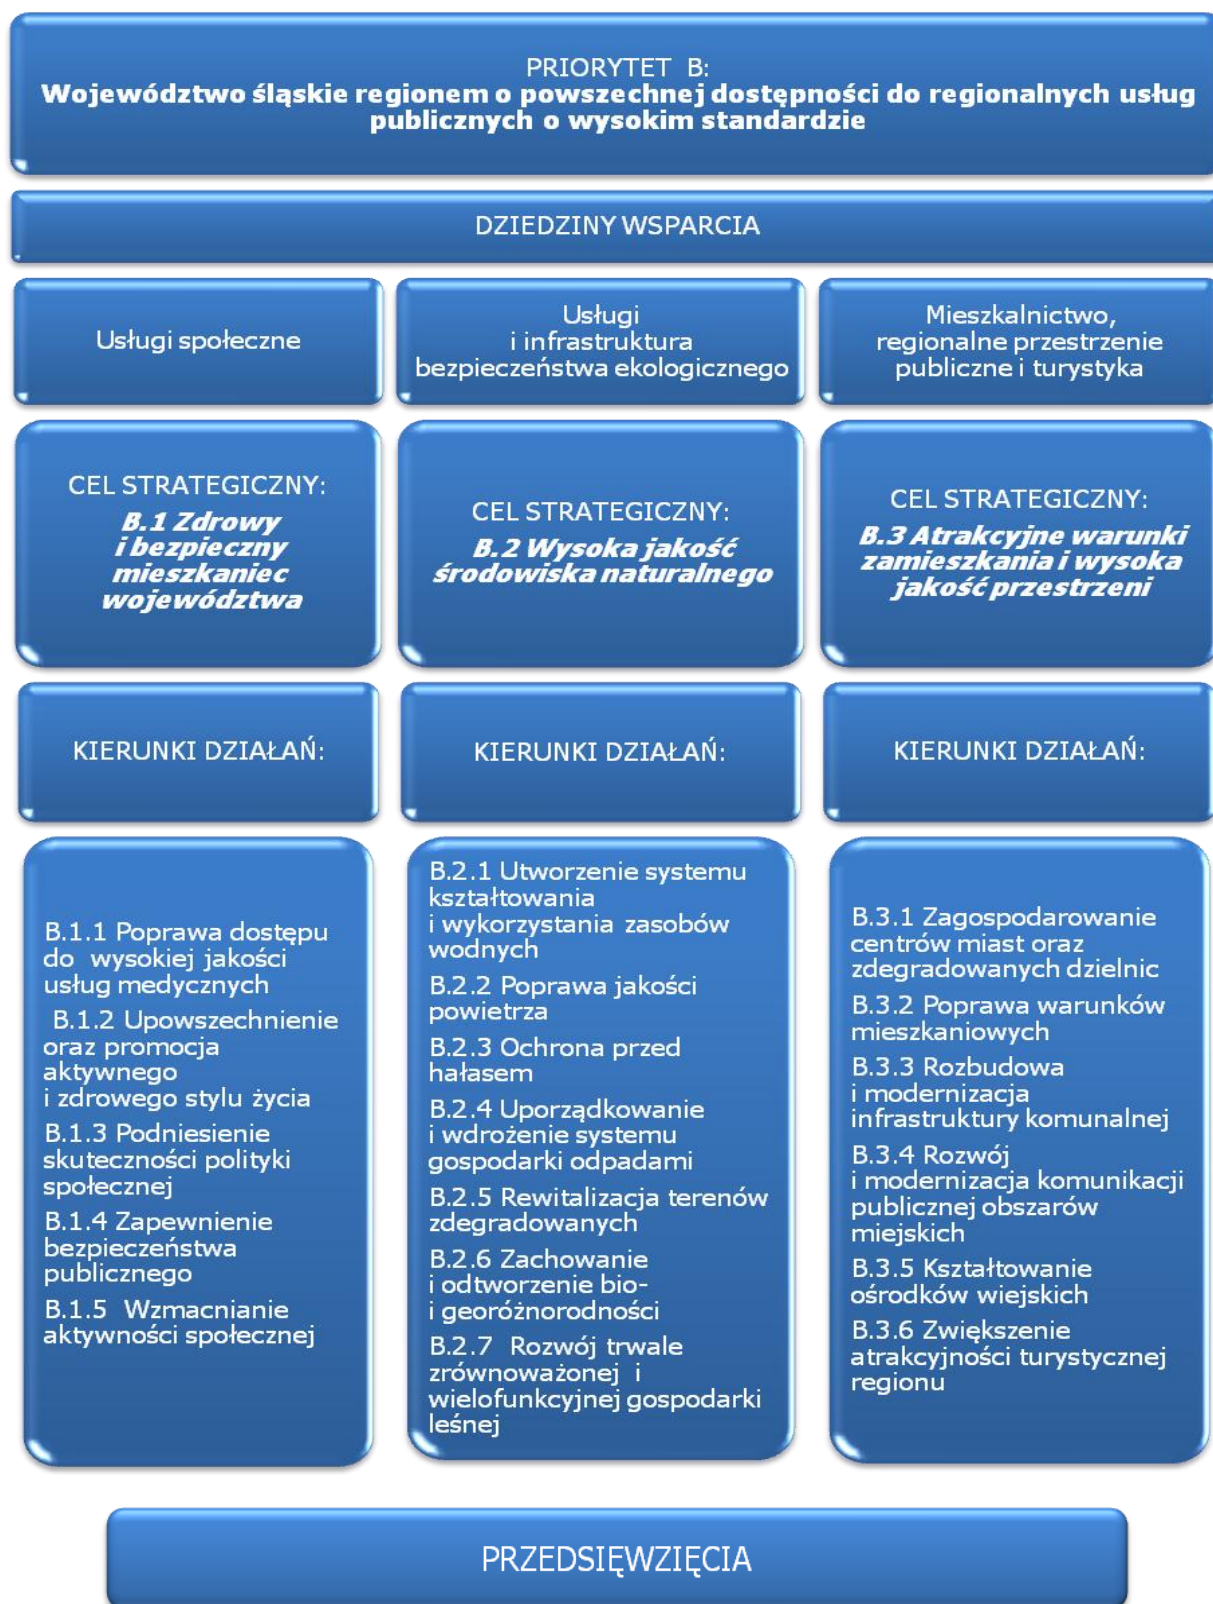 PRIORYTET B:
Województwo śląskie regionem o powszechnej dostępności do regionalnych usług
publicznych o wysokim standardzie
DZIEDZINY WSPARCIA
Usługi społeczne
Usługi
i infrastruktura
bezpieczeństwa ekologicznego
Mieszkalnictwo,
regionalne przestrzenie
publiczne i turystyka
CEL STRATEGICZNY:
B.1 Zdrowy
i bezpieczny
mieszkaniec
województwa
CEL STRATEGICZNY:
B.2 Wysoka jakość
środowiska naturalnego
CEL STRATEGICZNY:
B.3 Atrakcyjne warunki
zamieszkania i wysoka
jakość przestrzeni
KIERUNKI DZIAŁAŃ:
KIERUNKI DZIAŁAŃ:
KIERUNKI DZIAŁAŃ:
B.1.1 Poprawa dostępu
do wysokiej jakości
usług medycznych
B.1.2 Upowszechnienie
oraz promocja
aktywnego
i zdrowego stylu życia
B.1.3 Podniesienie
skuteczności polityki
społecznej
B.1.4 Zapewnienie
bezpieczeństwa
publicznego
B.1.5 Wzmacnianie
aktywności społecznej
B.2.1 Utworzenie systemu
kształtowania
i wykorzystania zasobów
wodnych
B.2.2 Poprawa jakości
powietrza
B.2.3 Ochrona przed
hałasem
B.2.4 Uporządkowanie
i wdrożenie systemu
gospodarki odpadami
B.2.5 Rewitalizacja terenów
zdegradowanych
B.2.6 Zachowanie
i odtworzenie bio-
i georóżnorodności
B.2.7 Rozwój trwale
zrównoważonej i
wielofunkcyjnej gospodarki
leśnej
B.3.1 Zagospodarowanie
centrów miast oraz
zdegradowanych dzielnic
B.3.2 Poprawa warunków
mieszkaniowych
B.3.3 Rozbudowa
i modernizacja
infrastruktury komunalnej
B.3.4 Rozwój
i modernizacja komunikacji
publicznej obszarów
miejskich
B.3.5 Kształtowanie
ośrodków wiejskich
B.3.6 Zwiększenie
atrakcyjności turystycznej
regionu
PRZEDSIĘWZIĘCIA